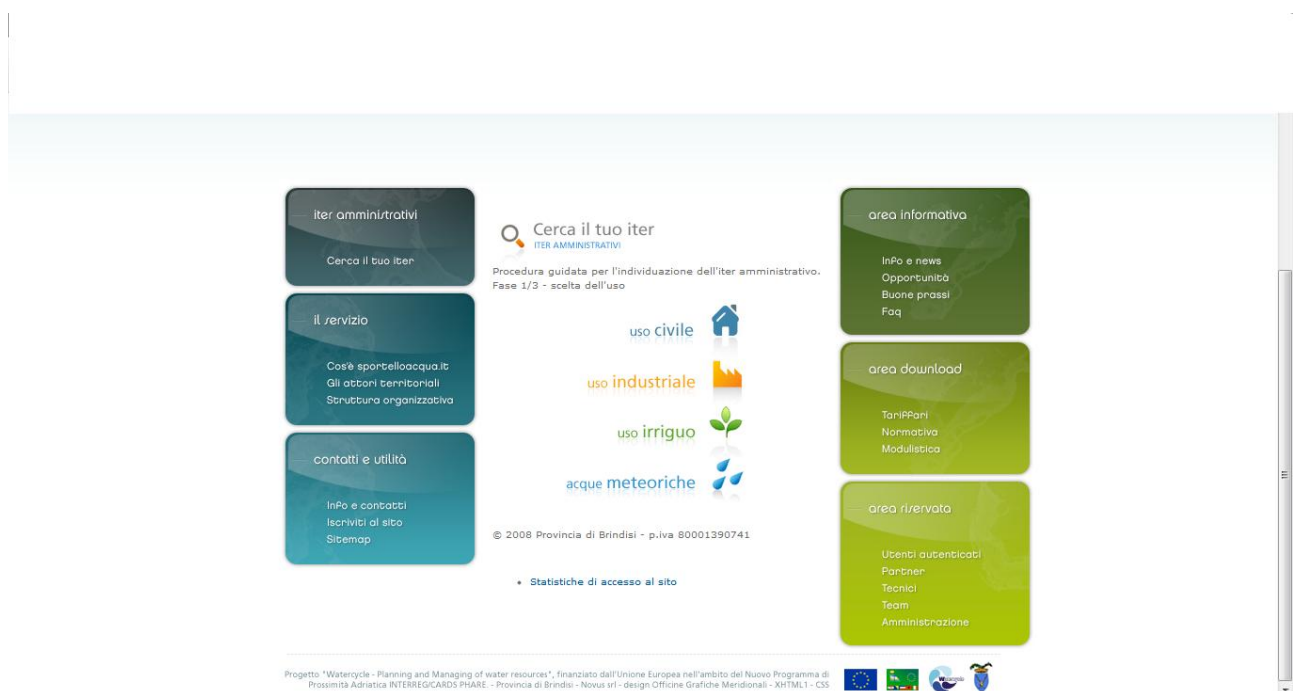 iter amministrativi
Cerca il tuo iter
il servizio
Cos'è sportelloacqua.it
Gli attori territoriali
Struttura organizzativa
contatti e utilità
Info e contatti
Iscriviti al sito
Sitemap
Cerca il tuo iter
ITER AMMINISTRATIVI
Procedura guidata per l'individuazione dell'iter amministrativo.
Fase 1/3 - scelta dell'uso
uso civile
uso industriale
uso irriguo
acque meteoriche
© 2008 Provincia di Brindisi - p.iva 80001390741
Statistiche di accesso al sito
area informativa
Info e news
Opportunità
Buone prassi
Faq
area download
Tariffari
Normativa
Modulistica
area riservata
Utenti autenticati
Partner
Tecnici
Team
Amministrazione
Progetto "Watercycle - Planning and Managing of water resources", finanziato dall'Unione Europea nell'ambito del Nuovo Programma di
Prossimità Adriatica INTERREG/CARDS PHARE. - Provincia di Brindisi - Novus srl - design Officine Grafiche Meridionali - XHTML1 - CSS